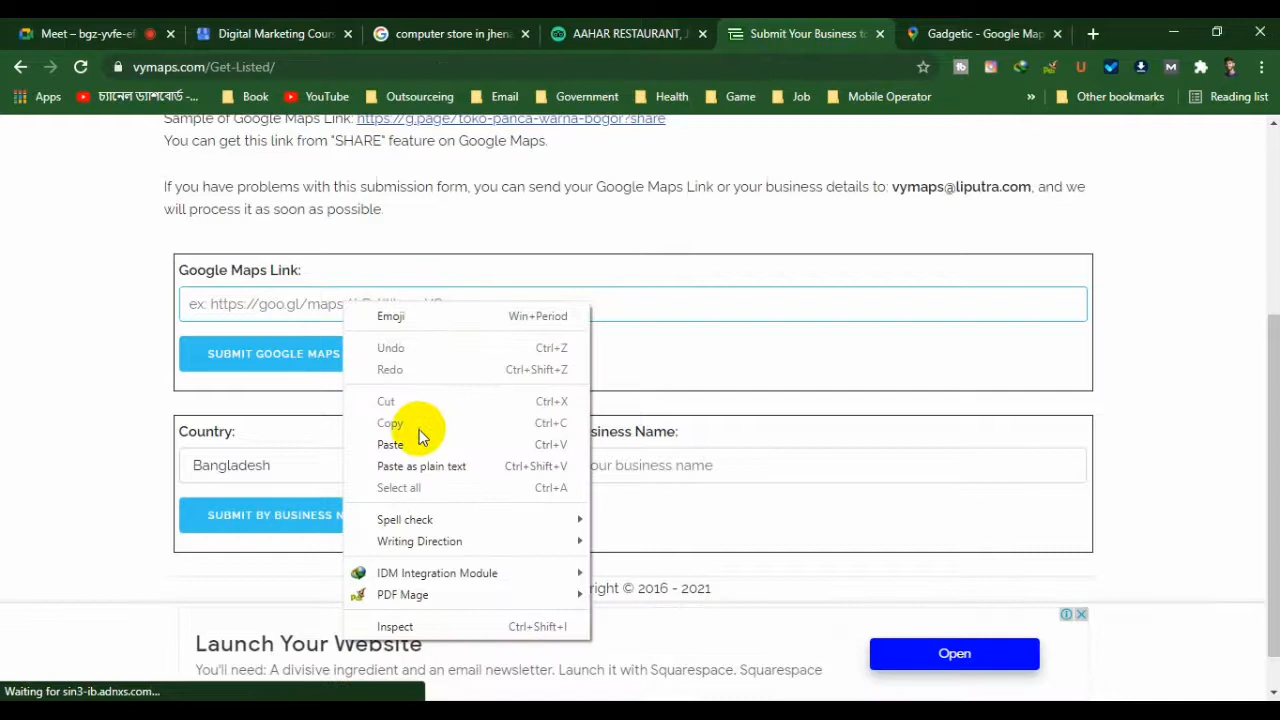 Meet – bgz-yvfe-ef
Digital Marketing Cours
computer store in jhena
AAHAR RESTAURANT, J
Submit Your Business to
Gadgetic - Google Map
vymaps.com/Get-Listed/
Apps
চ্যানেল ড্যাশবোর্ড -...
Book
YouTube
Outsourceing
Email
Government
Health
Game
Job
Mobile Operator
»
Other bookmarks
Reading list
Sample of Google Maps Link: https://g.page/toko-panca-warna-bogor?share
You can get this link from "SHARE" feature on Google Maps.
If you have problems with this submission form, you can send your Google Maps Link or your business details to: vymaps@liputra.com, and we
will process it as soon as possible.
Google Maps Link:
ex: https://goo.gl/maps
SUBMIT GOOGLE MAPS
Emoji Win+Period
Undo Ctrl+Z
Redo Ctrl+Shift+Z
Cut Ctrl+X
Copy Ctrl+C
Paste Ctrl+V
Paste as plain text Ctrl+Shift+V
Select all Ctrl+A
Spell check
Writing Direction
IDM Integration Module
PDF Mage
Inspect Ctrl+Shift+I
Country:
siness Name:
Bangladesh
our business name
SUBMIT BY BUSINESS N
right © 2016 - 2021
Launch Your Website
You'll need: A divisive ingredient and an email newsletter. Launch it with Squarespace. Squarespace
Open
Waiting for sin3-ib.adnxs.com...